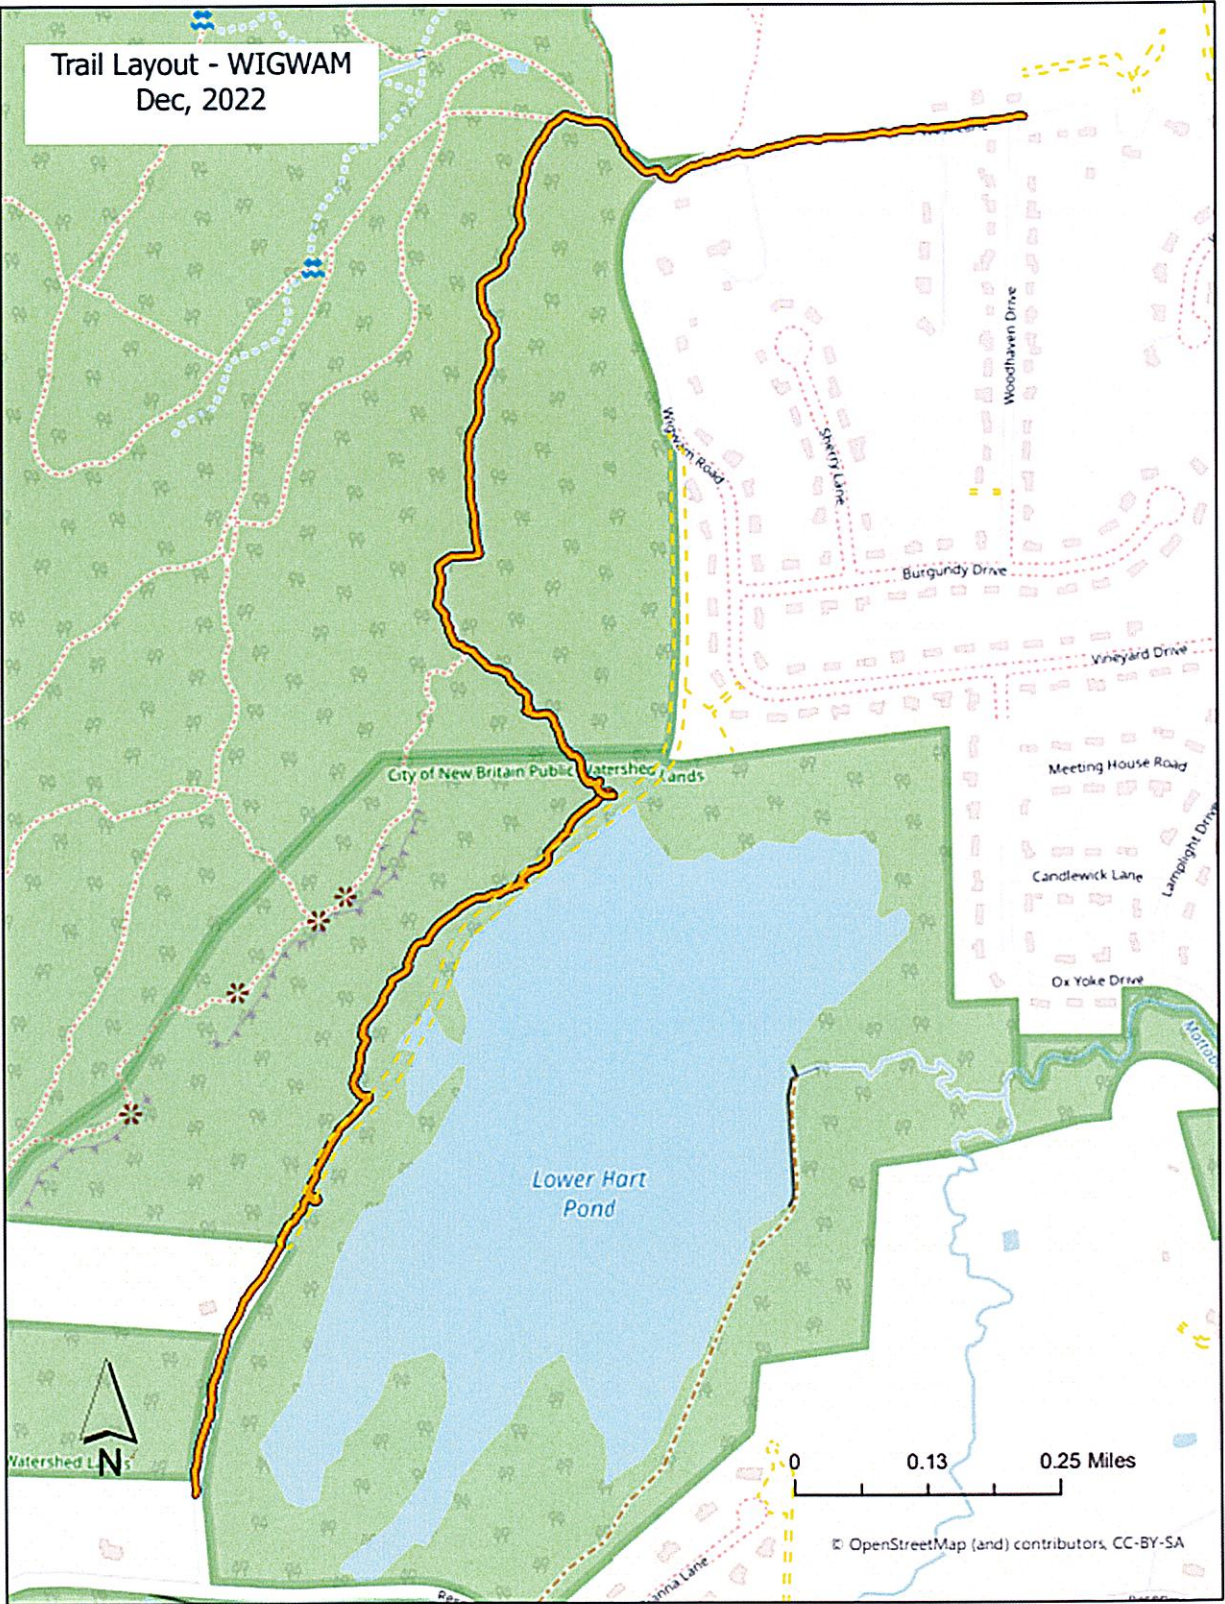 Trail Layout - WIGWAM
Dec, 2022
Woodhaven Drive
Wigwam Road
Sherry Lane
Burgundy Drive
Vineyard Drive
City of New Britain Public Watershed Lands
Meeting House Road
Lamplight Drive
Candlewick Lane
Ox Yoke Drive
Lower Hart
Pond
N
0 0.13 0.25 Miles
© OpenStreetMap (and) contributors, CC-BY-SA